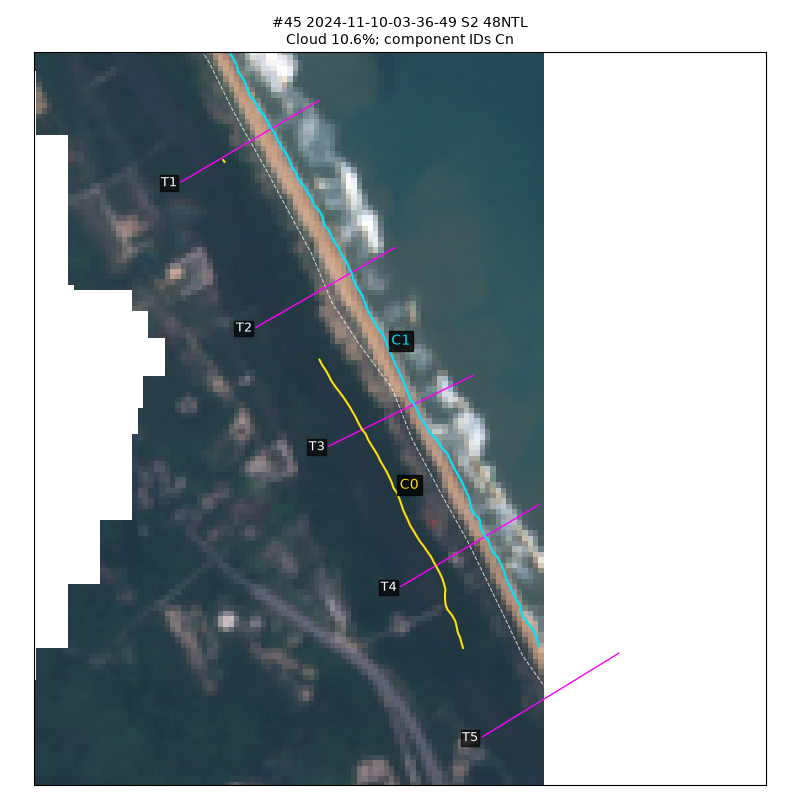 #45 2024-11-10-03-36-49 S2 48NTL
Cloud 10.6%; component IDs Cn
T1
T2
C1
T3
C0
T4
T5